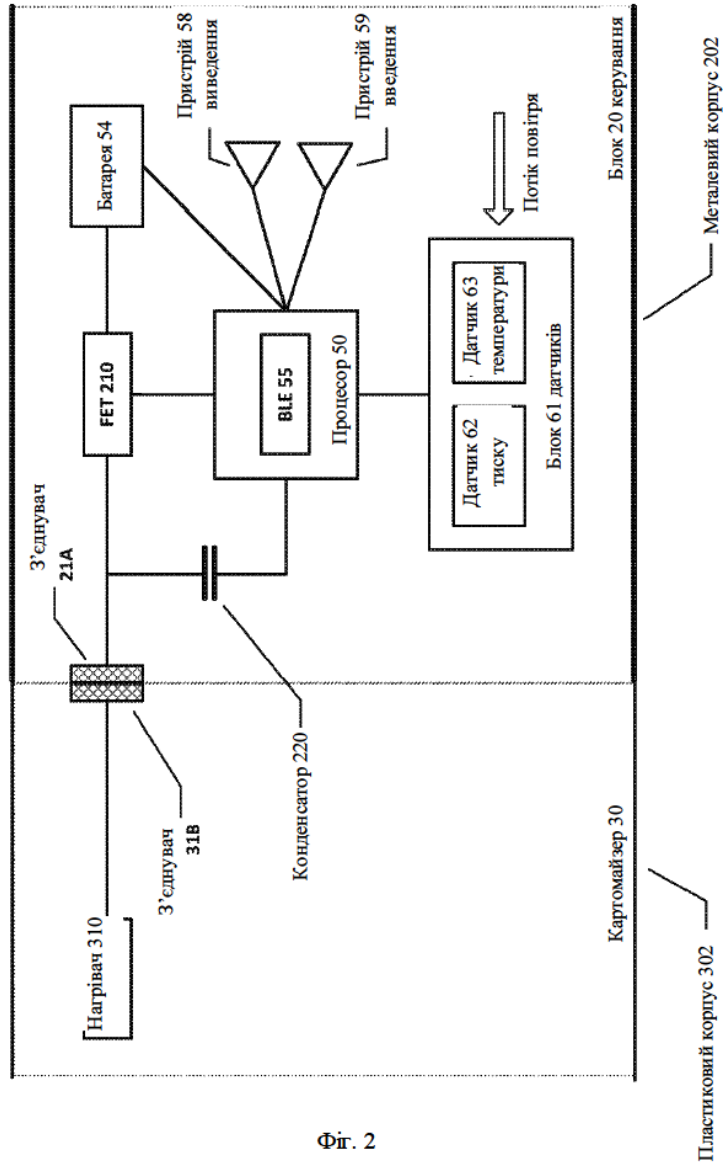 Батарея 54
Пристрій 58
виведення
Пристрій 59
введення
FET 210
З’єднувач
21A
BLE 55
Процесор 50
Потік повітря
Датчик 63
температури
Датчик 62
тиску
Блок 61 датчиків
Блок 20 керування
Металевий корпус 202
Нагрівач 310
З’єднувач
31B
Конденсатор 220
Картомайзер 30
Пластиковий корпус 302
Фіг. 2